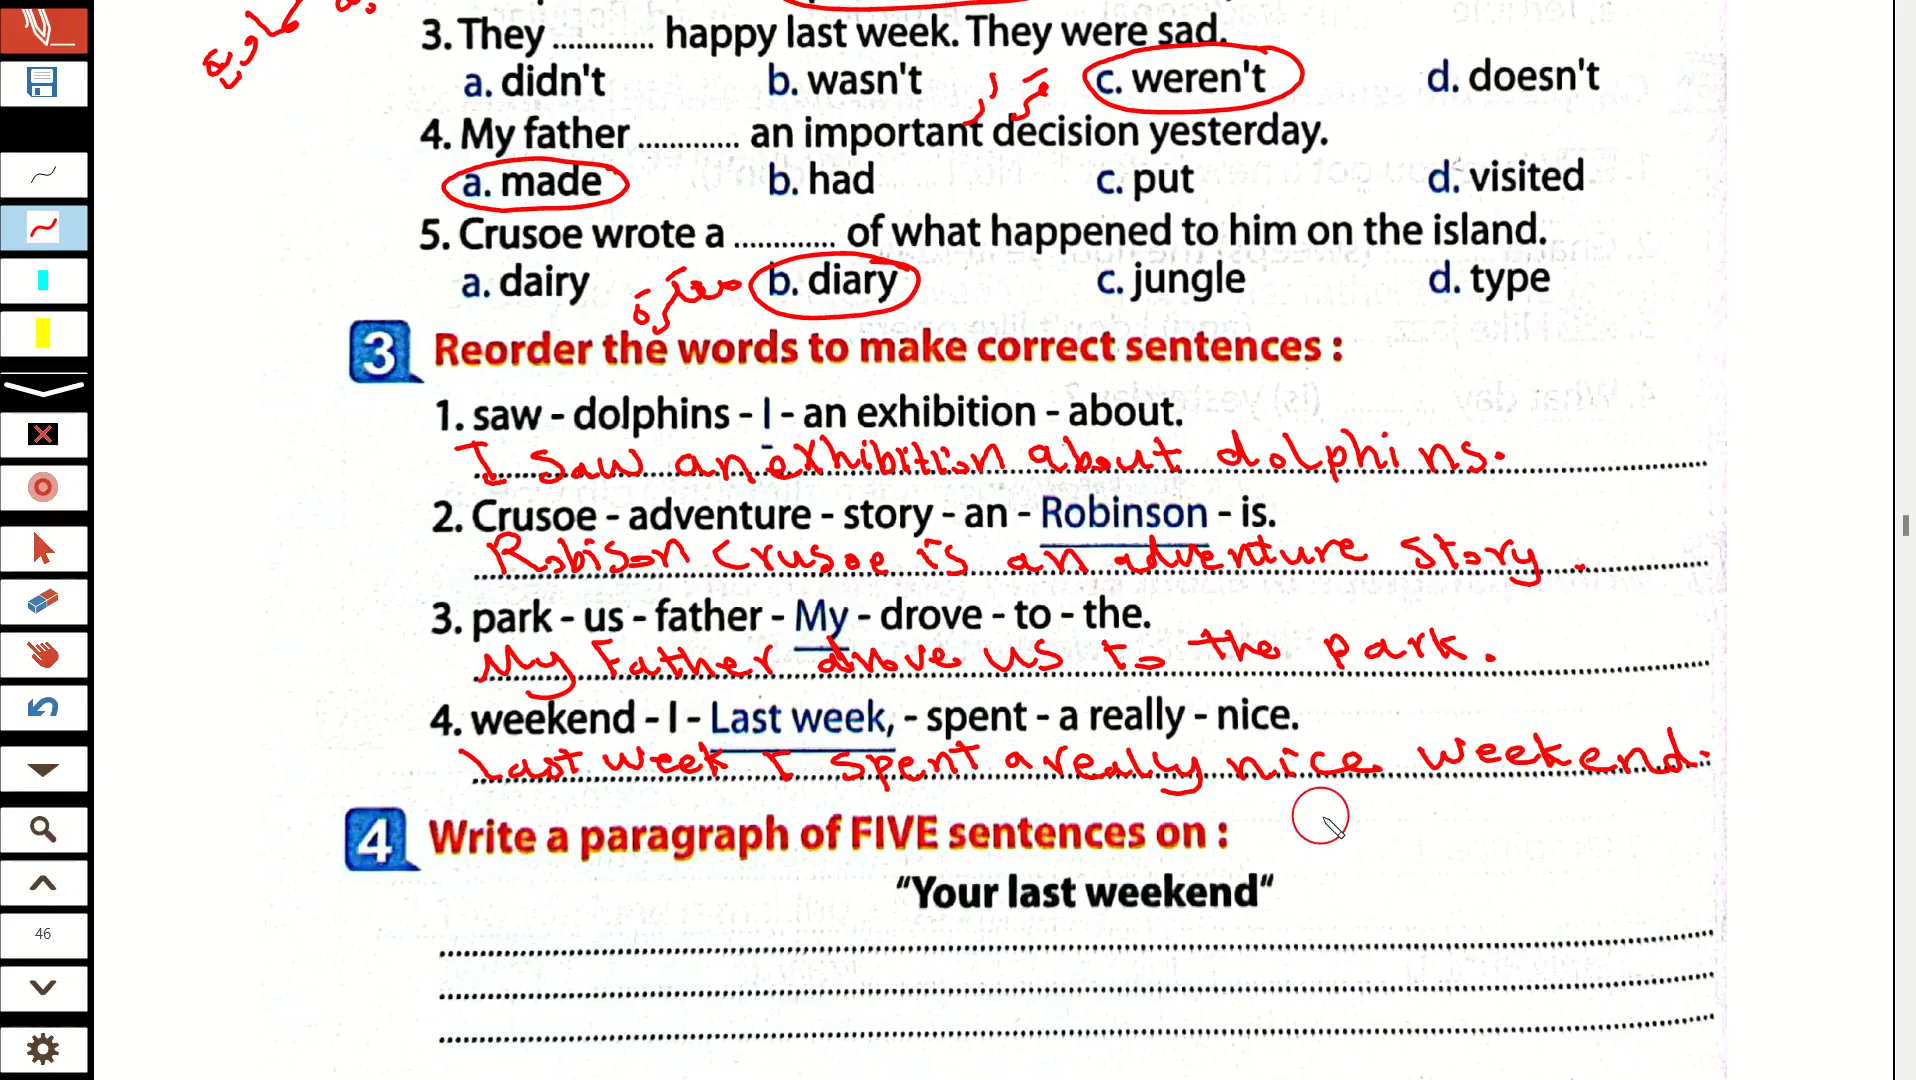 3. They ............. happy last week. They were sad.
a. didn't b. wasn't c. weren't d. doesn't
قرار
4. My father ............. an important decision yesterday.
a. made b. had c. put d. visited
5. Crusoe wrote a ............. of what happened to him on the island.
a. dairy b. diary c. jungle d. type
3 Reorder the words to make correct sentences :
1. saw - dolphins - I - an exhibition - about.
I saw an exhibition about dolphins.
2. Crusoe - adventure - story - an - Robinson - is.
Robison Crusoe is an adventure story.
3. park - us - father - My - drove - to - the.
My Father drove us to the park.
4. weekend - I - Last week, - spent - a really - nice.
Last week I spent a really nice weekend.
4 Write a paragraph of FIVE sentences on :
"Your last weekend"
46